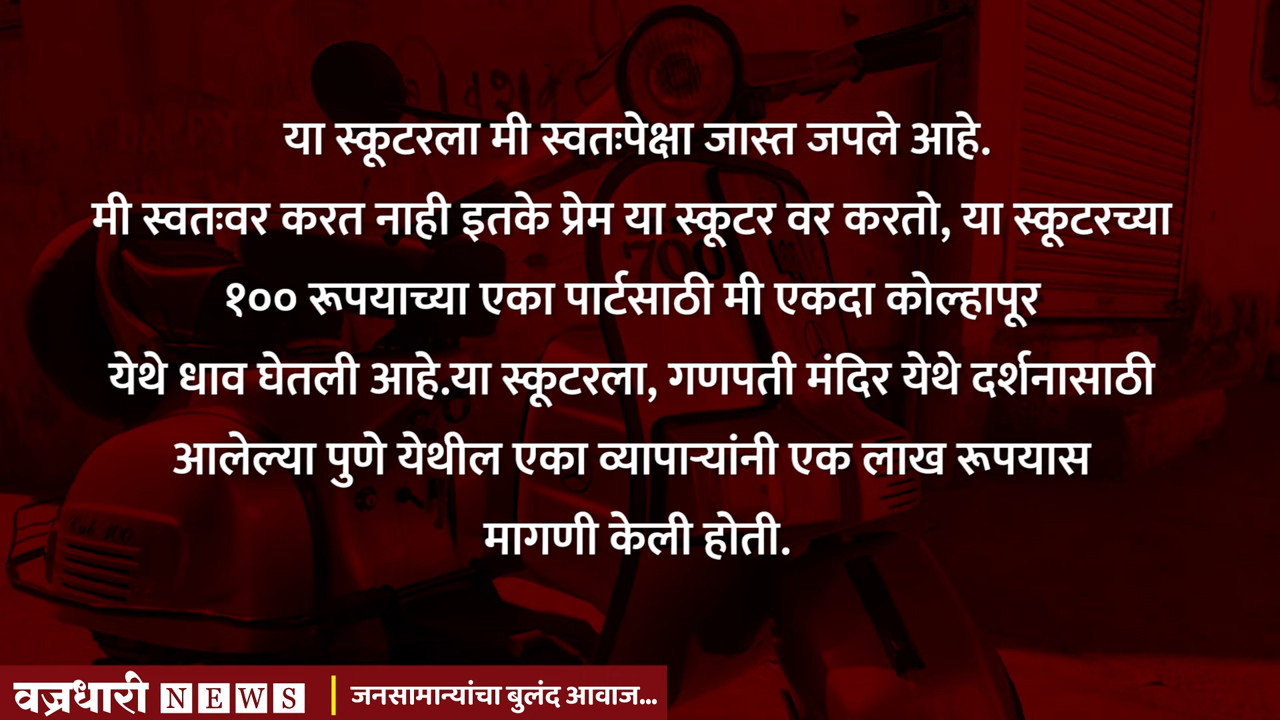 या स्कूटरला मी स्वतःपेक्षा जास्त जपले आहे.
मी स्वतःवर करत नाही इतके प्रेम या स्कूटर वर करतो, या स्कूटरच्या
१०० रूपयाच्या एका पार्टसाठी मी एकदा कोल्हापूर
येथे धाव घेतली आहे.या स्कूटरला, गणपती मंदिर येथे दर्शनासाठी
आलेल्या पुणे येथील एका व्यापाऱ्यांनी एक लाख रूपयास
मागणी केली होती.
वज्रधारी NEWS
जनसामान्यांचा बुलंद आवाज...